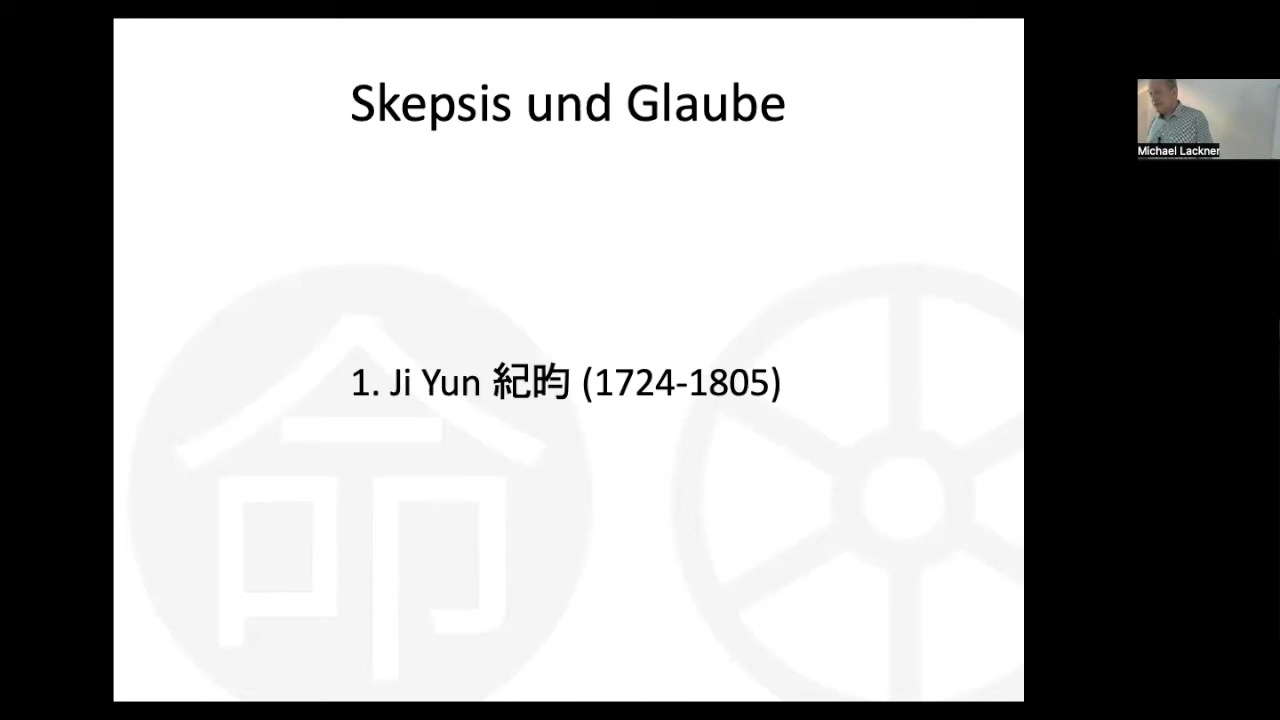 Skepsis und Glaube
1. Ji Yun 紀昀 (1724-1805)
命
Michael Lackner